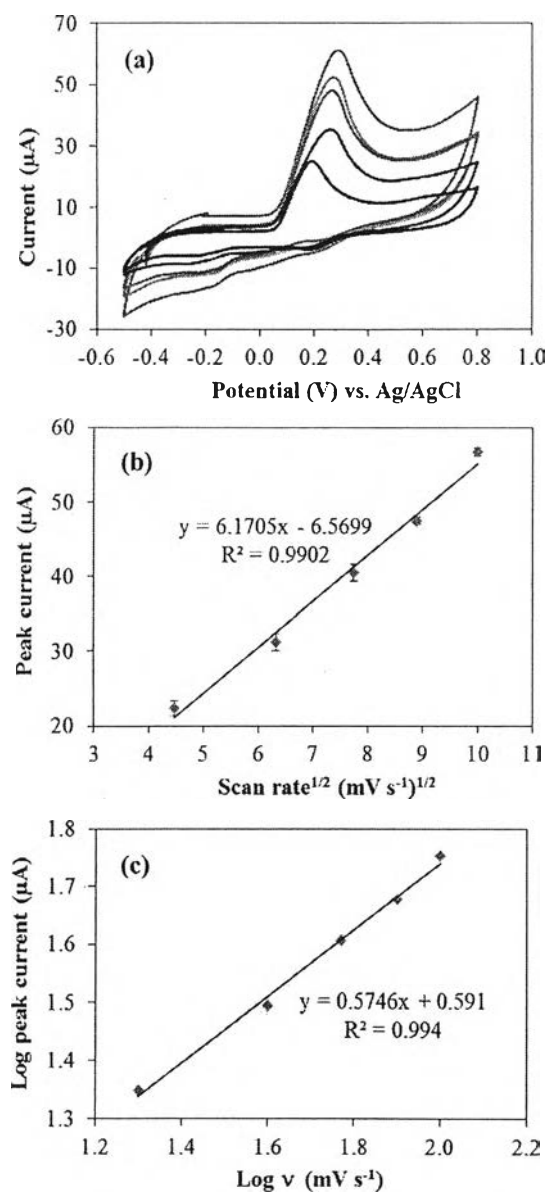 70
(a)
50
30
10
-10
-30
Current (µA)
-0.6 -0.4 -0.2 0.0 0.2 0.4 0.6 0.8 1.0
Potential (V) vs. Ag/AgCl
60
(b)
50
40
30
20
Peak current (µA)
y = 6.1705x - 6.5699
R² = 0.9902
3 4 5 6 7 8 9 10 11
Scan rate¹/² (mV s⁻¹)¹/²
1.8
(c)
1.7
1.6
1.5
1.4
1.3
Log peak current (µA)
y = 0.5746x + 0.591
R² = 0.994
1.2 1.4 1.6 1.8 2.0 2.2
Log ν (mV s⁻¹)